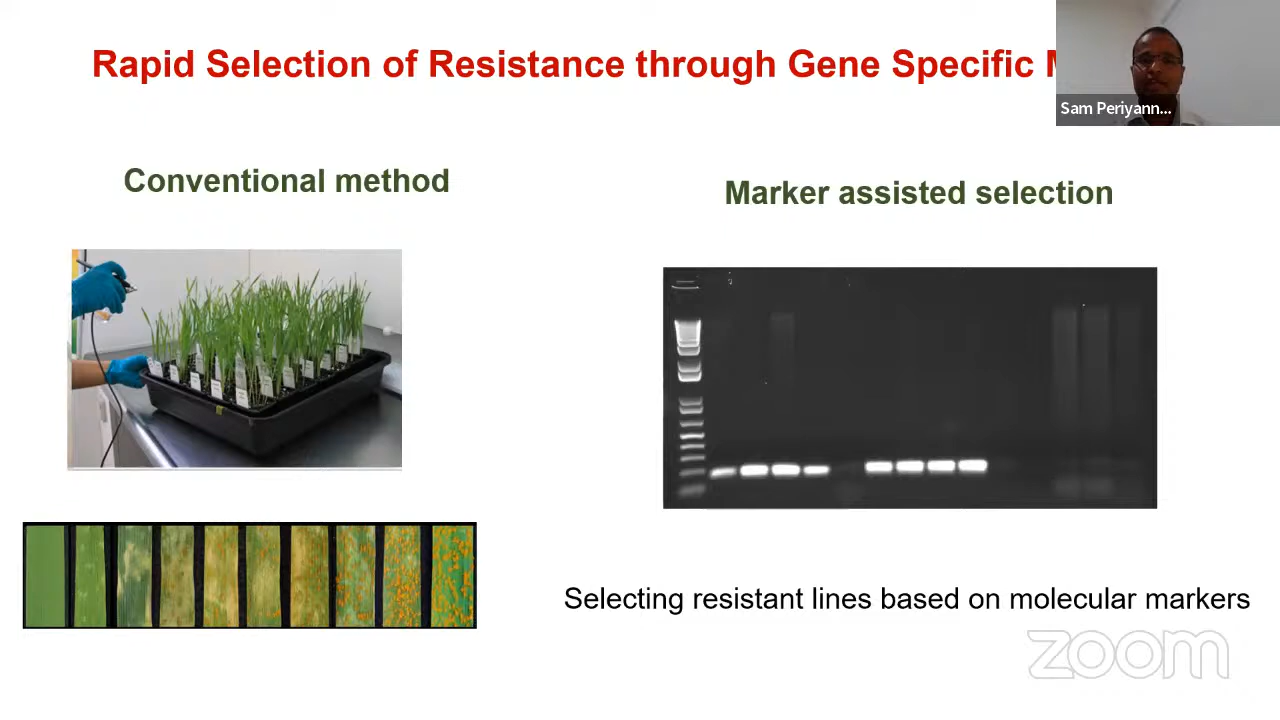 Rapid Selection of Resistance through Gene Specific
Sam Periyann...
Conventional method
Marker assisted selection
Selecting resistant lines based on molecular markers
zoom